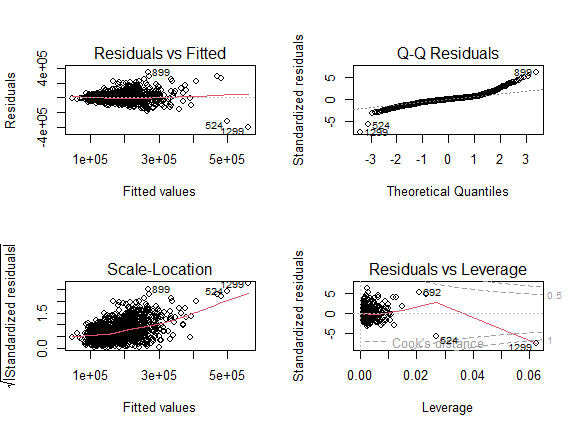 Residuals vs Fitted
Residuals
-4e+05
4e+05
899
524
1299
1e+05 3e+05 5e+05
Fitted values
Q-Q Residuals
Standardized residuals
-5 0 5
899
524
1299
-3 -2 -1 0 1 2 3
Theoretical Quantiles
Scale-Location
√|Standardized residuals|
0.0 1.5
899
524
1299
1e+05 3e+05 5e+05
Fitted values
Residuals vs Leverage
Standardized residuals
-5 0 5
692
524
1299
Cook's distance
0.5
1
0.00 0.02 0.04 0.06
Leverage